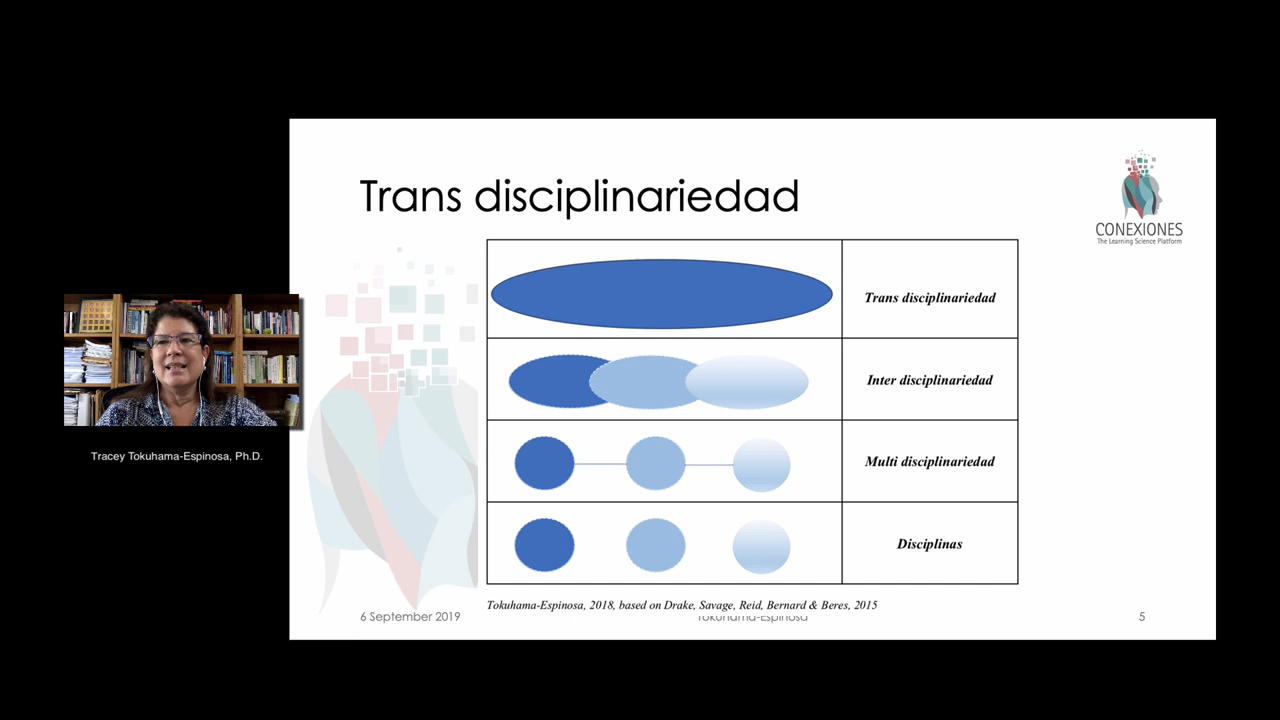 Trans disciplinariedad
CONEXIONES
The Learning Science Platform
Trans disciplinariedad
Inter disciplinariedad
Multi disciplinariedad
Disciplinas
Tracey Tokuhama-Espinosa, Ph.D.
Tokuhama-Espinosa, 2018, based on Drake, Savage, Reid, Bernard & Beres, 2015
6 September 2019
Tokuhama-Espinosa
5